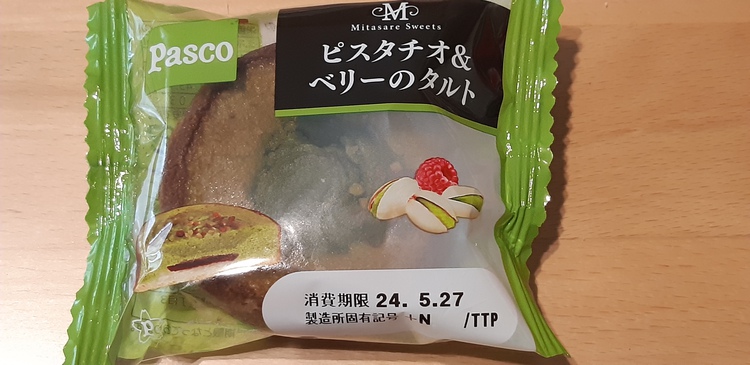 Pasco
M
Mitasare Sweets
ピスタチオ&
ベリーのタルト
消費期限 24. 5.27
製造所固有記号 +N /TTP